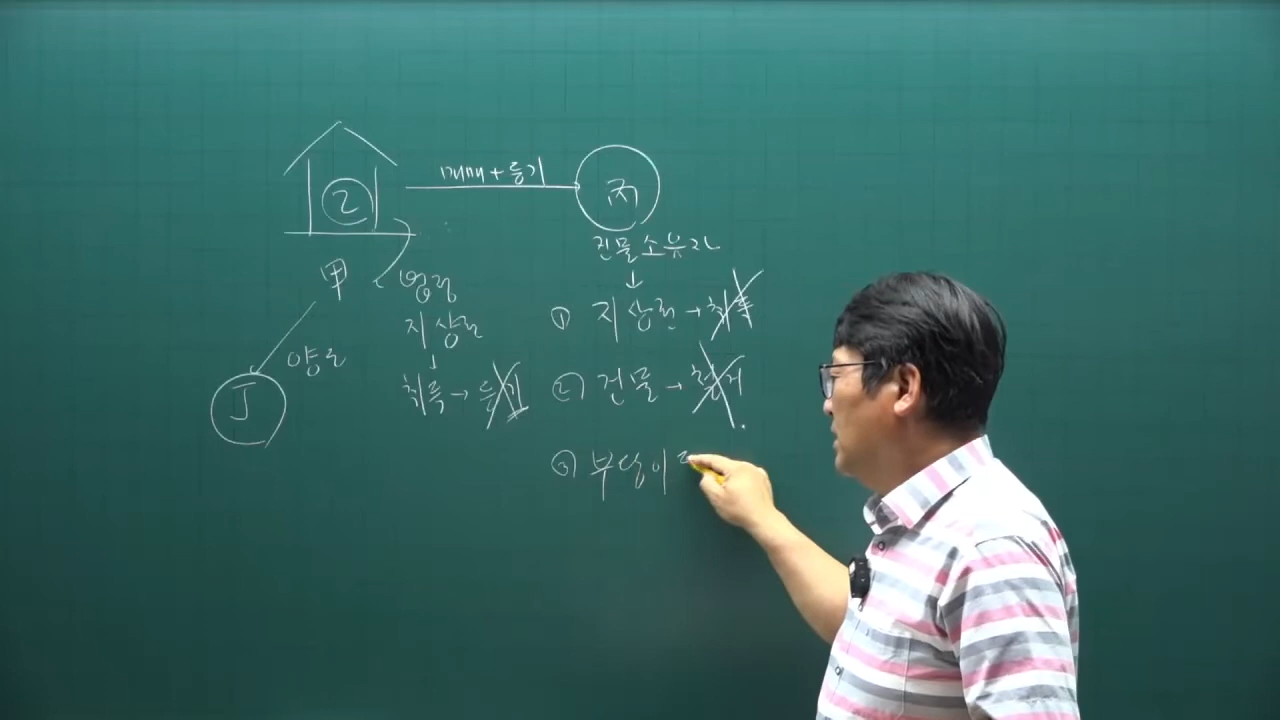 매매+등기
乙
丙
건물소유자
↓
甲
법정
지상권
↓
취득→등기
① 지상권→취득
양도
丁
② 건물→철거
③ 부당이